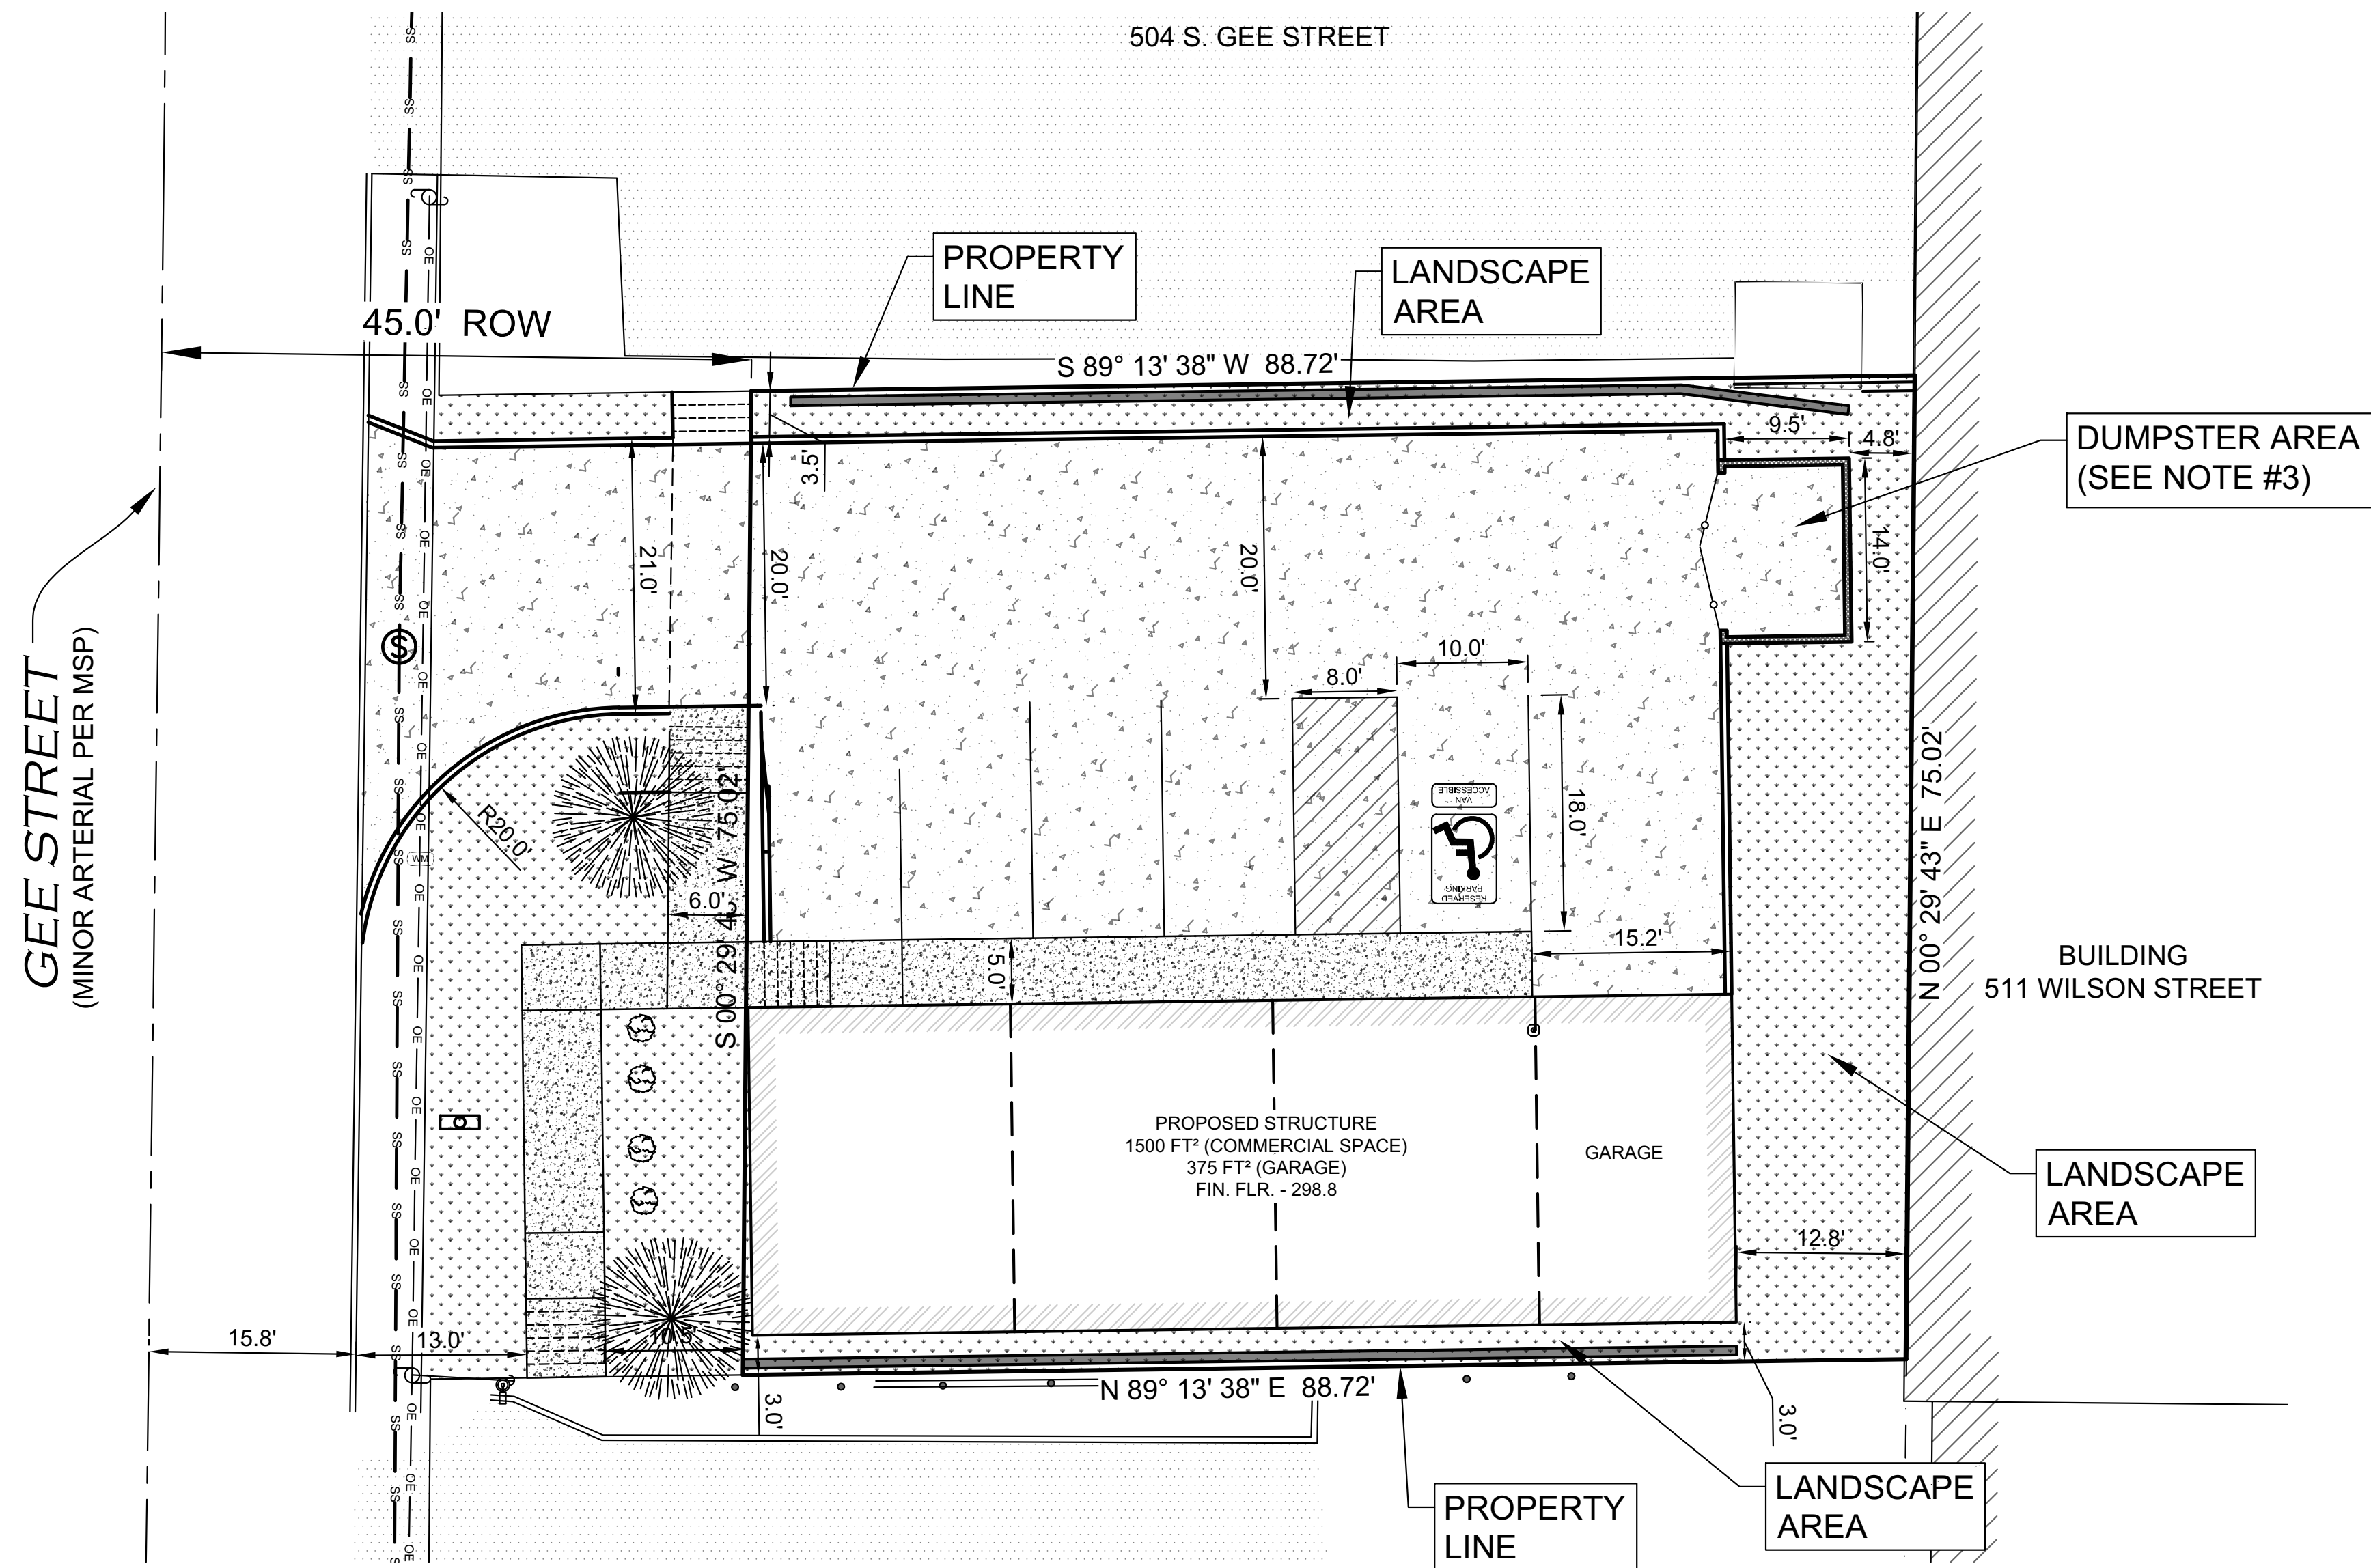 504 S. GEE STREET
PROPERTY
LINE
LANDSCAPE
AREA
45.0' ROW
S 89° 13' 38" W 88.72'
DUMPSTER AREA
(SEE NOTE #3)
9.5'
4.8'
3.5'
21.0'
20.0'
20.0'
14.0'
10.0'
8.0'
GEE STREET
(MINOR ARTERIAL PER MSP)
S
WM
R20.0'
VAN
ACCESSIBLE
RESERVED
PARKING
18.0'
6.0'
15.2'
5.0'
N 00° 29' 43" E 75.02'
BUILDING
511 WILSON STREET
PROPOSED STRUCTURE
1500 FT² (COMMERCIAL SPACE)
375 FT² (GARAGE)
FIN. FLR. - 298.8
GARAGE
LANDSCAPE
AREA
12.8'
15.8'
13.0'
10.5'
N 89° 13' 38" E 88.72'
3.0'
3.0'
PROPERTY
LINE
LANDSCAPE
AREA
SS
OE